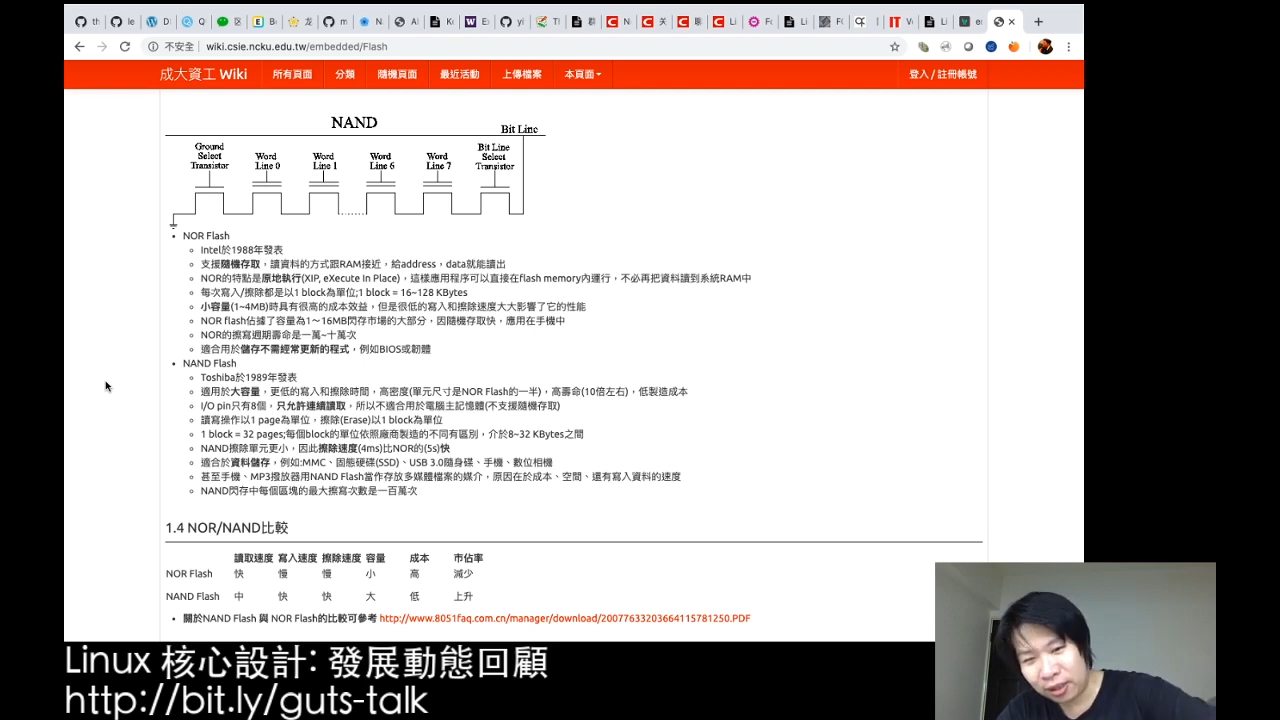 不安全 | wiki.csie.ncku.edu.tw/embedded/Flash
成大資工 Wiki 所有頁面 分類 隨機頁面 最近活動 上傳檔案 本頁面 登入 / 註冊帳號
NAND
Bit Line
Ground Select Transistor
Word Line 0
Word Line 1
Word Line 6
Word Line 7
Bit Line Select Transistor
• NOR Flash
Intel於1988年發表
支援隨機存取，讀資料的方式跟RAM接近，給address，data就能讀出
NOR的特點是原地執行(XIP, eXecute In Place)，這樣應用程序可以直接在flash memory內運行，不必再把資料讀到系統RAM中
每次寫入/擦除都是以1 block為單位;1 block = 16~128 KBytes
小容量(1~4MB)時具有很高的成本效益，但是很低的寫入和擦除速度大大影響了它的性能
NOR flash佔據了容量為1～16MB閃存市場的大部分，因隨機存取快，應用在手機中
NOR的擦寫週期壽命是一萬~十萬次
適合用於儲存不需經常更新的程式，例如BIOS或韌體
• NAND Flash
Toshiba於1989年發表
適用於大容量，更低的寫入和擦除時間，高密度(單元尺寸是NOR Flash的一半)，高壽命(10倍左右)，低製造成本
I/O pin只有8個，只允許連續讀取，所以不適合用於電腦主記憶體(不支援隨機存取)
讀寫操作以1 page為單位，擦除(Erase)以1 block為單位
1 block = 32 pages;每個block的單位依照廠商製造的不同有區別，介於8~32 KBytes之間
NAND擦除單元更小，因此擦除速度(4ms)比NOR的(5s)快
適合於資料儲存，例如:MMC、固態硬碟(SSD)、USB 3.0隨身碟、手機、數位相機
甚至手機、MP3撥放器用NAND Flash當作存放多媒體檔案的媒介，原因在於成本、空間、還有寫入資料的速度
NAND閃存中每個區塊的最大擦寫次數是一百萬次
1.4 NOR/NAND比較
讀取速度 寫入速度 擦除速度 容量 成本 市佔率
NOR Flash 快 慢 慢 小 高 減少
NAND Flash 中 快 快 大 低 上升
• 關於NAND Flash 與 NOR Flash的比較可參考 http://www.8051faq.com.cn/manager/download/20077633203664115781250.PDF
Linux 核心設計: 發展動態回顧
http://bit.ly/guts-talk